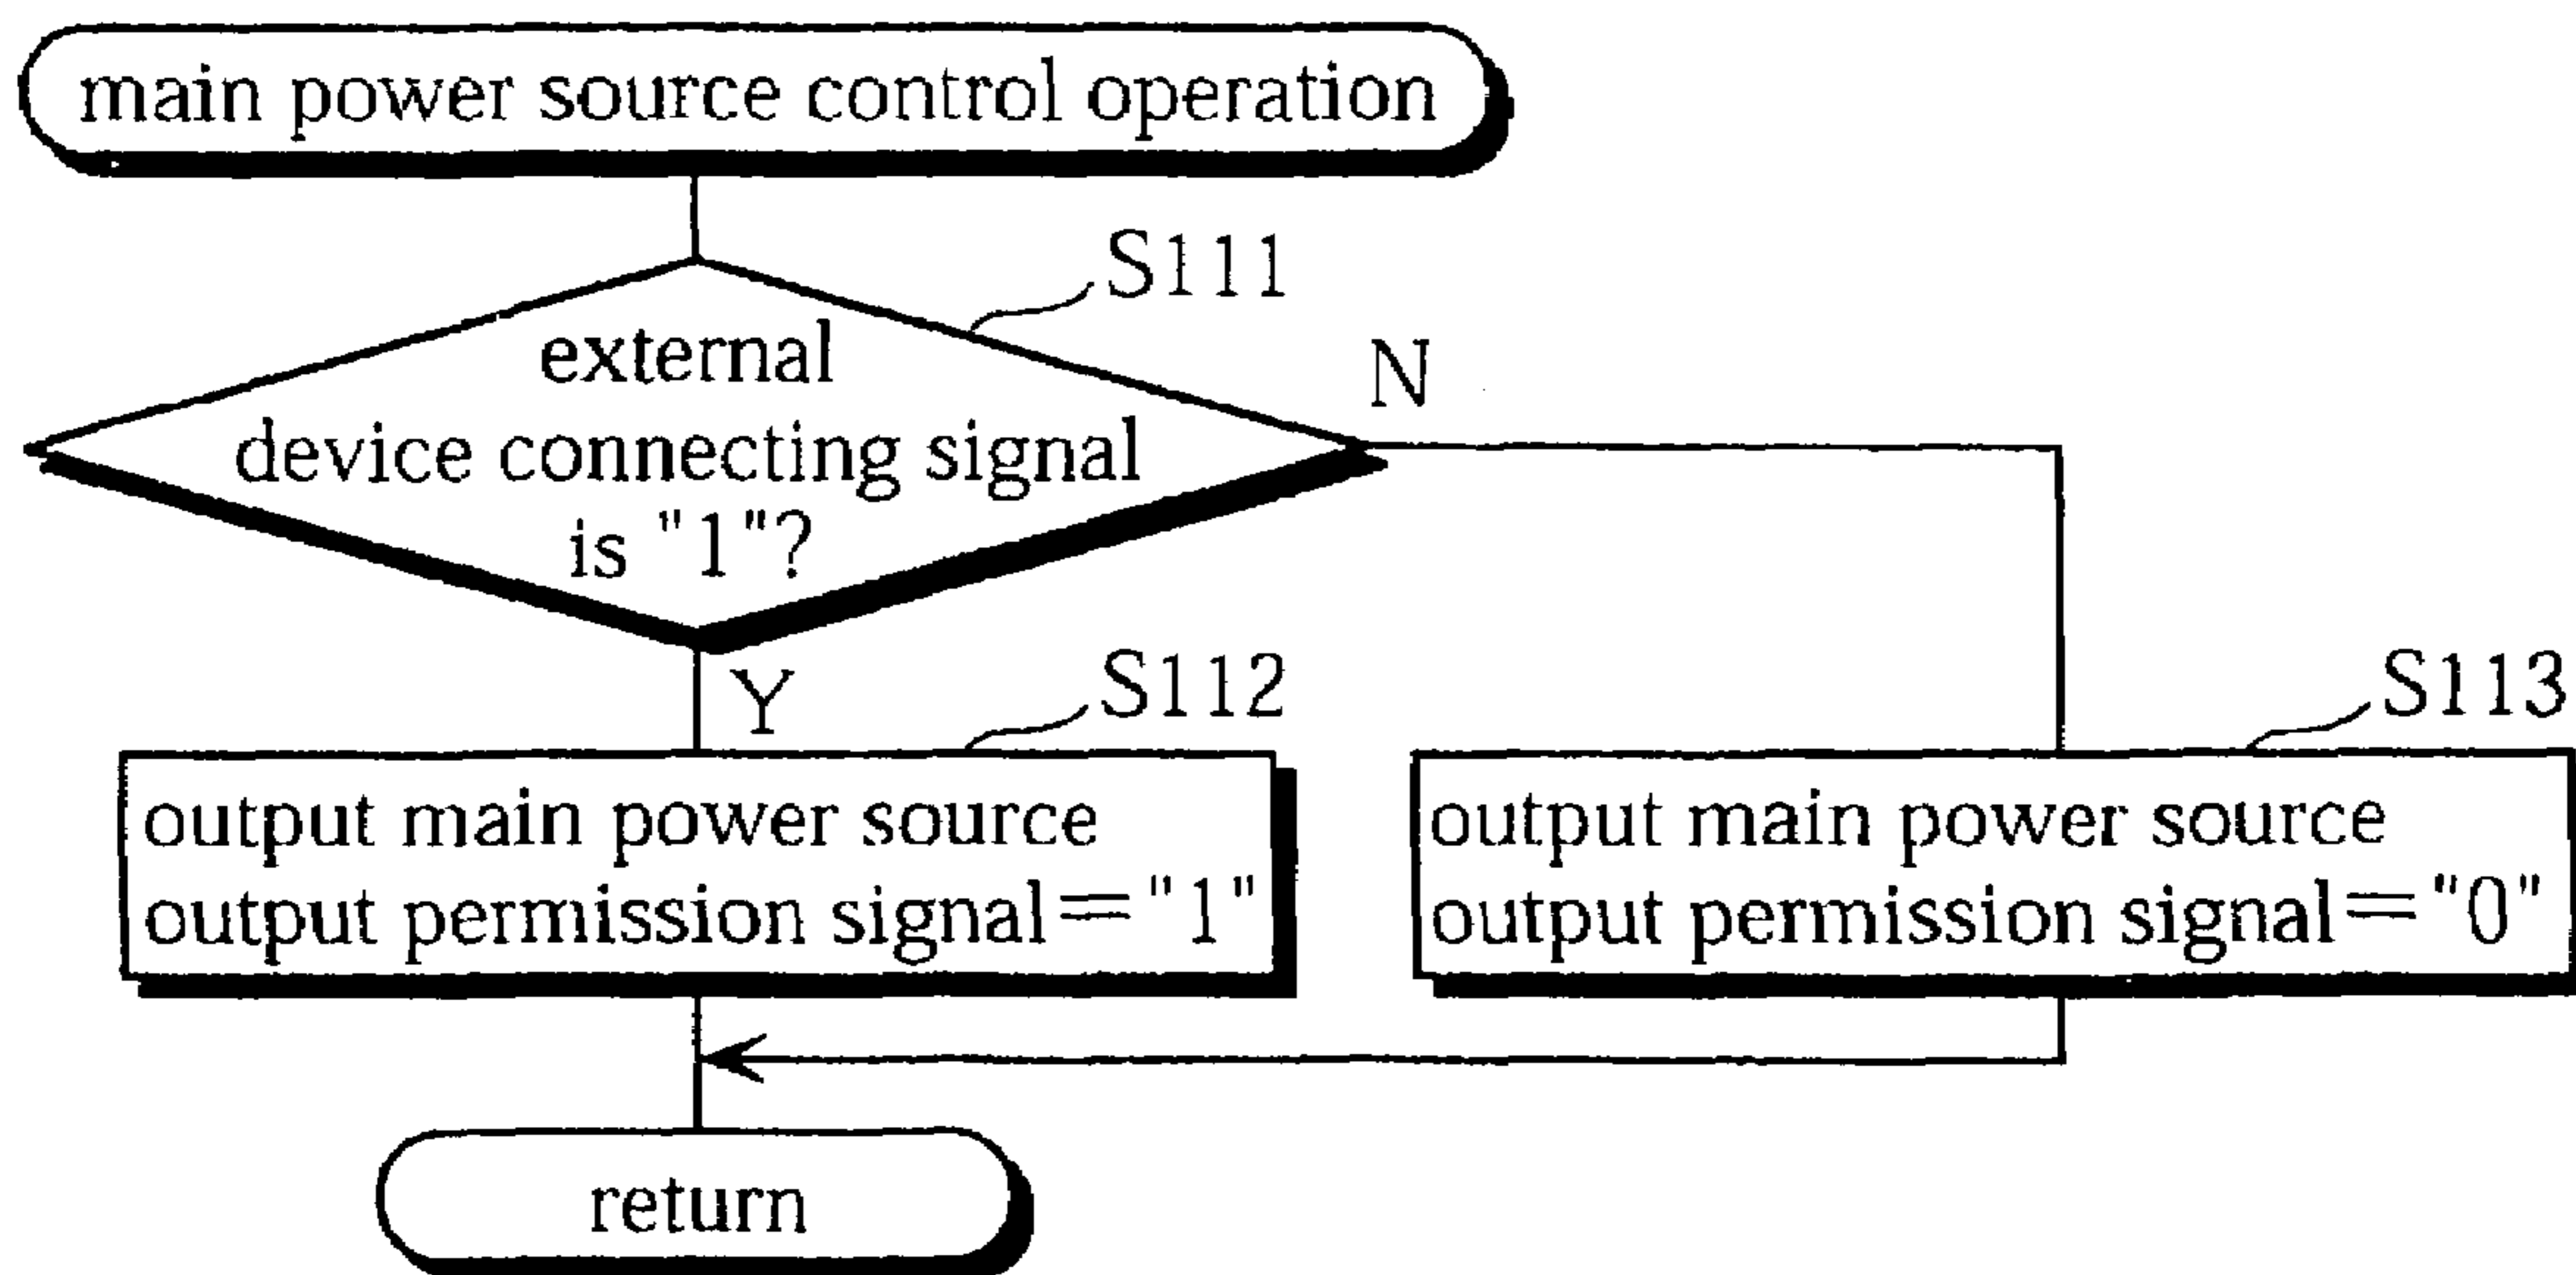 main power source control operation
S111
external
device connecting signal
is "1"?
N
Y
S112
output main power source
output permission signal="1"
S113
output main power source
output permission signal="0"
return